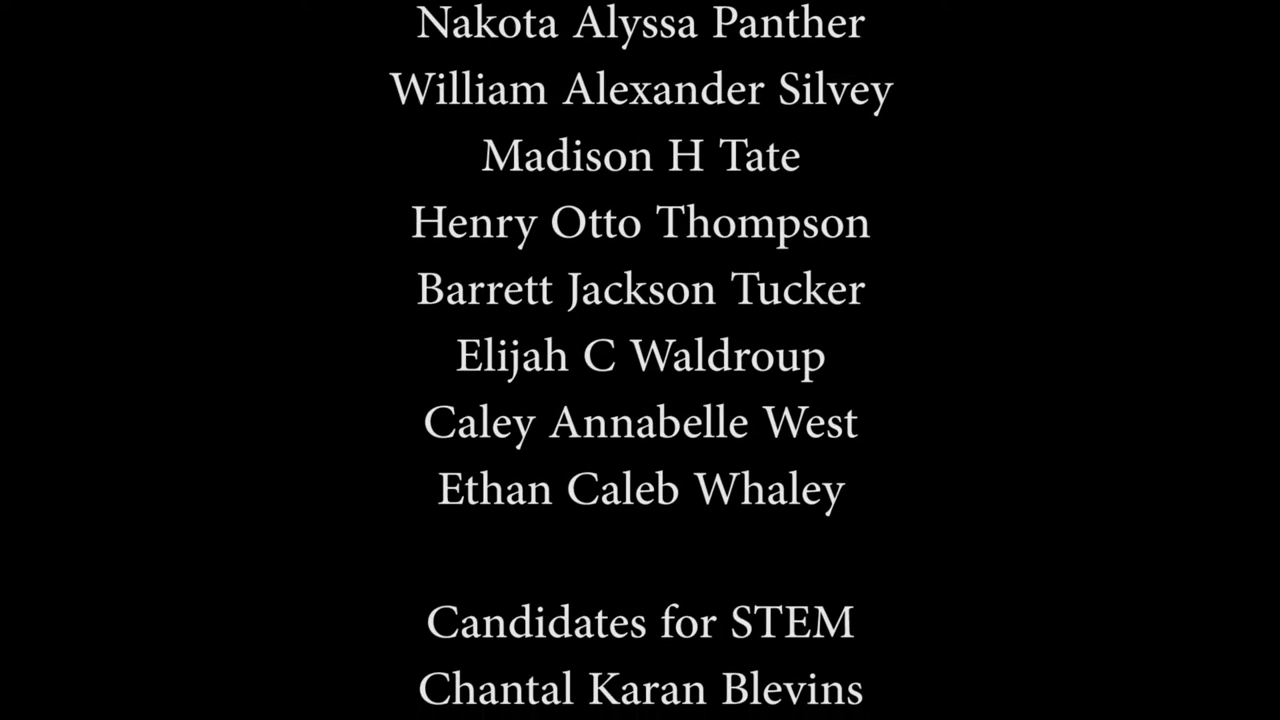 Nakota Alyssa Panther
William Alexander Silvey
Madison H Tate
Henry Otto Thompson
Barrett Jackson Tucker
Elijah C Waldroup
Caley Annabelle West
Ethan Caleb Whaley
Candidates for STEM
Chantal Karan Blevins